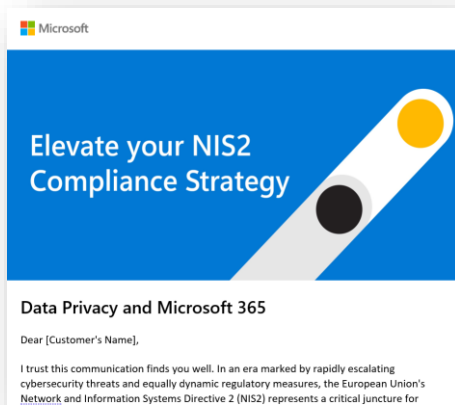 Microsoft
Elevate your NIS2
Compliance Strategy
Data Privacy and Microsoft 365
Dear [Customer's Name],
I trust this communication finds you well. In an era marked by rapidly escalating
cybersecurity threats and equally dynamic regulatory measures, the European Union's
Network and Information Systems Directive 2 (NIS2) represents a critical juncture for